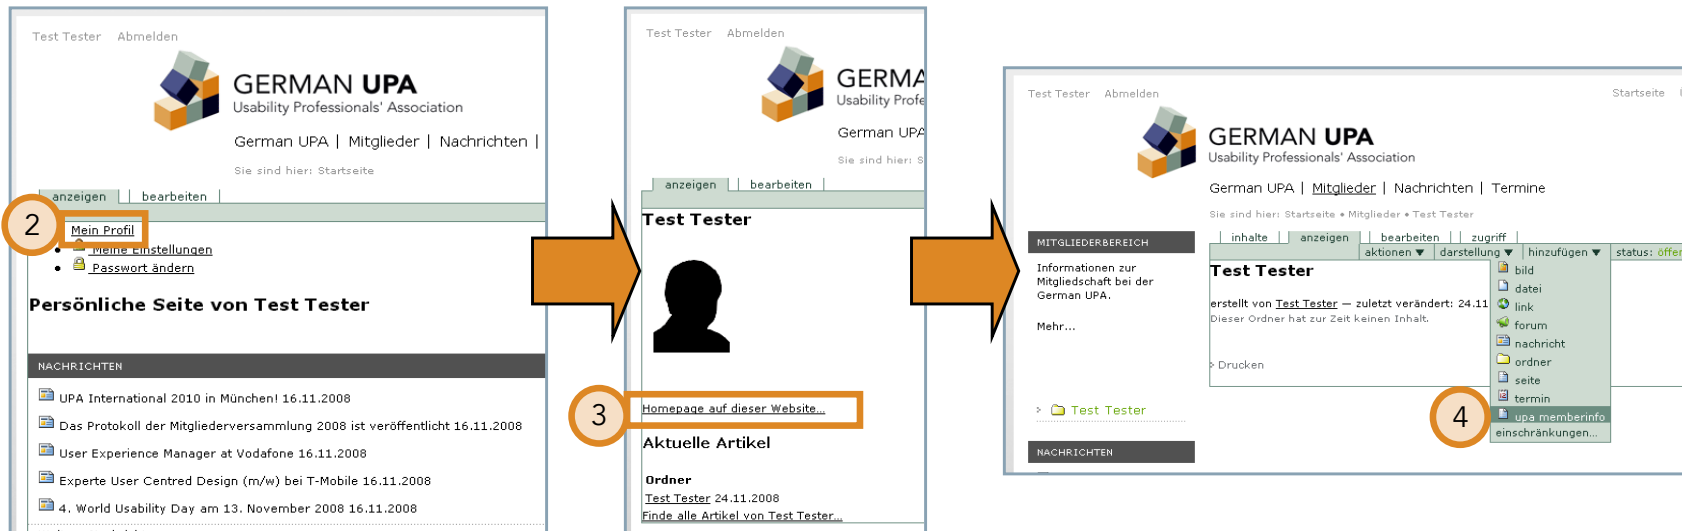 Test Tester Abmelden
GERMAN UPA
Usability Professionals' Association
German UPA | Mitglieder | Nachrichten |
Sie sind hier: Startseite
anzeigen bearbeiten
2
Mein Profil
Meine Einstellungen
Passwort ändern
Persönliche Seite von Test Tester
NACHRICHTEN
UPA International 2010 in München! 16.11.2008
Das Protokoll der Mitgliederversammlung 2008 ist veröffentlicht 16.11.2008
User Experience Manager at Vodafone 16.11.2008
Experte User Centred Design (m/w) bei T-Mobile 16.11.2008
4. World Usability Day am 13. November 2008 16.11.2008
Test Tester Abmelden
GERMA
Usability Profe
German UPA
Sie sind hier: S
anzeigen bearbeiten
Test Tester
3
Homepage auf dieser Website...
Aktuelle Artikel
Ordner
Test Tester 24.11.2008
Finde alle Artikel von Test Tester...
Test Tester Abmelden
Startseite
GERMAN UPA
Usability Professionals' Association
German UPA | Mitglieder | Nachrichten | Termine
Sie sind hier: Startseite • Mitglieder • Test Tester
MITGLIEDERBEREICH
Informationen zur
Mitgliedschaft bei der
German UPA.
Mehr...
Test Tester
NACHRICHTEN
inhalte anzeigen bearbeiten zugriff
aktionen ▼ darstellung ▼ hinzufügen ▼ status: öffer
Test Tester
erstellt von Test Tester — zuletzt verändert: 24.11
Dieser Ordner hat zur Zeit keinen Inhalt.
Drucken
bild
datei
link
forum
nachricht
ordner
seite
termin
4
upa memberinfo
einschränkungen...